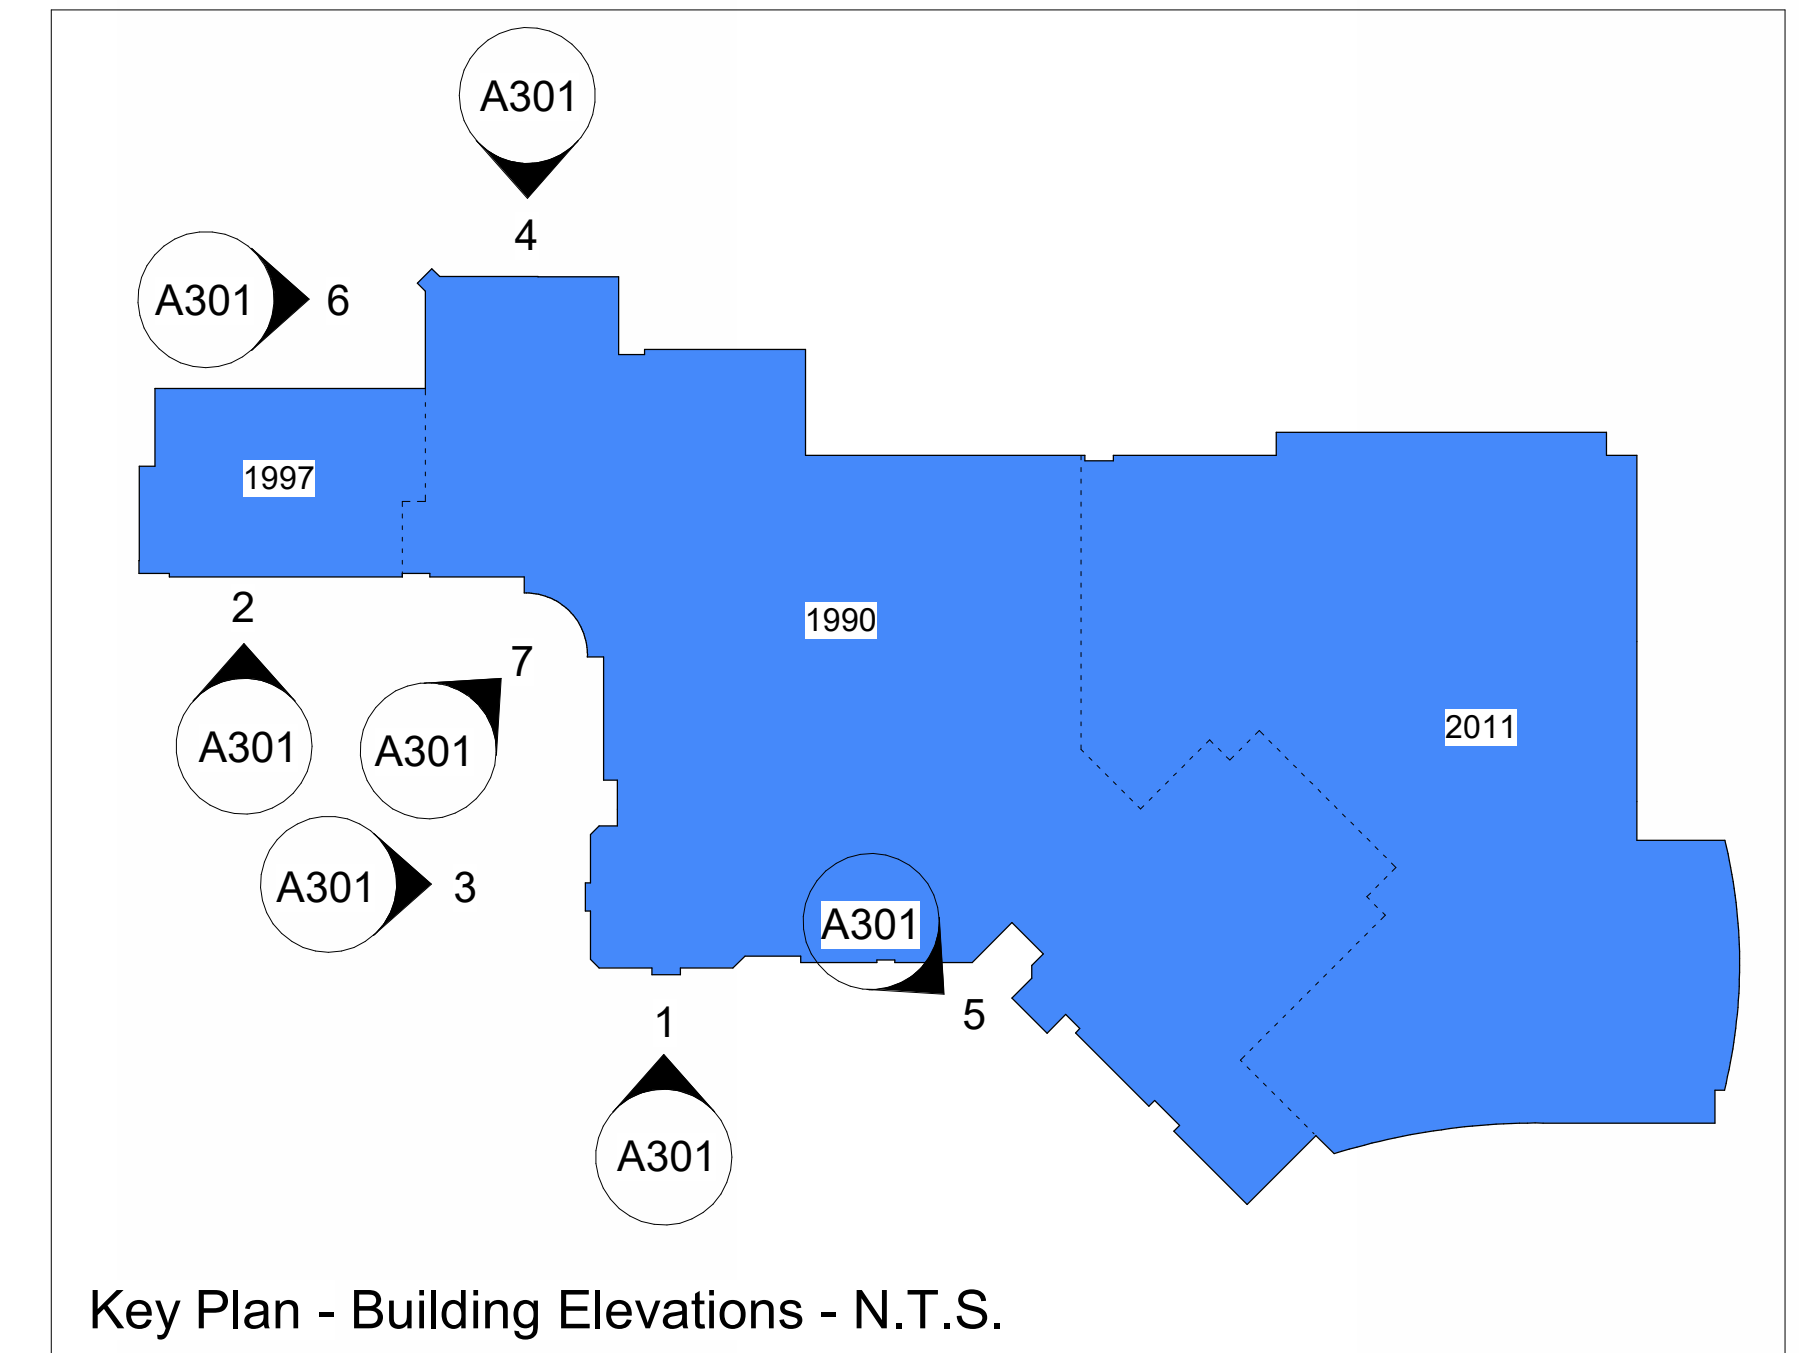 A301
4
A301 6
1997
2
1990
7
2011
A301
A301
A301 3
A301
5
1
A301
Key Plan - Building Elevations - N.T.S.